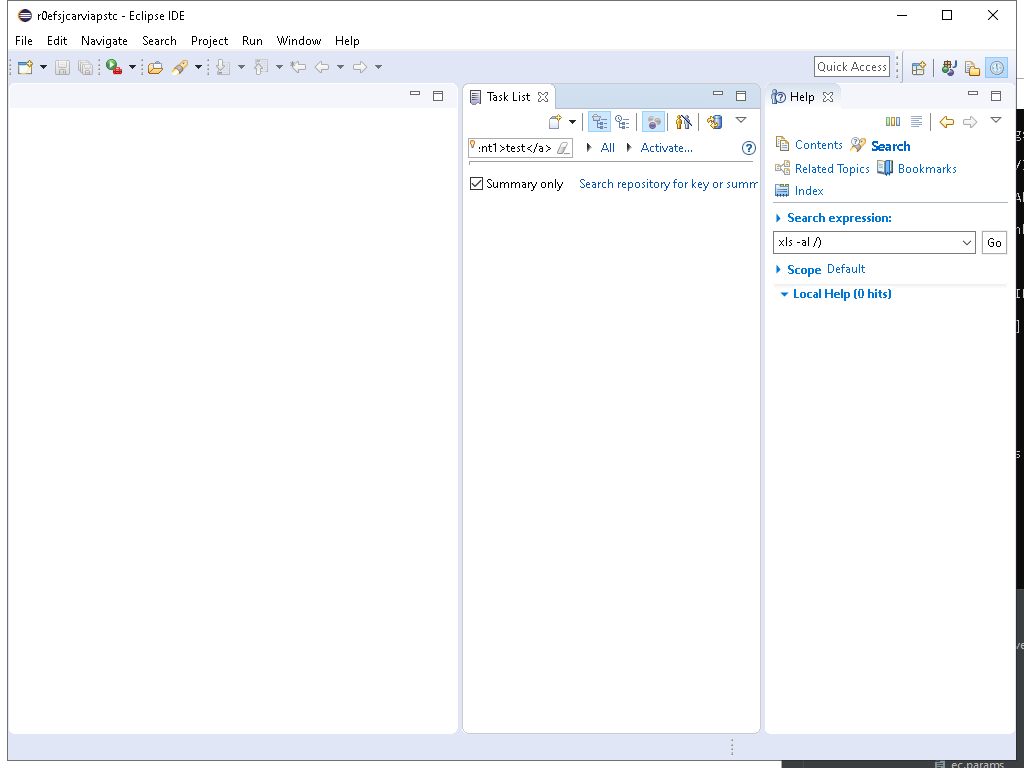 r0efsjcarviapstc - Eclipse IDE
File Edit Navigate Search Project Run Window Help
Quick Access
Task List
Help
:nt1>test</a> All Activate...
Summary only Search repository for key or summ
Contents Search
Related Topics Bookmarks
Index
Search expression:
xls -al /) Go
Scope Default
Local Help (0 hits)
ec.params